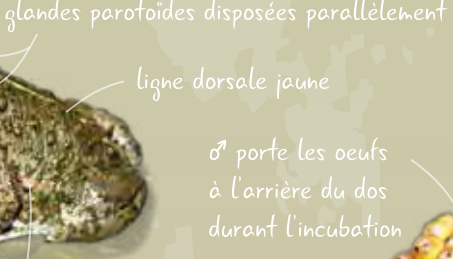 glandes parotoïdes disposées parallèlement
ligne dorsale jaune
♂ porte les oeufs
à l'arrière du dos
durant l'incubation